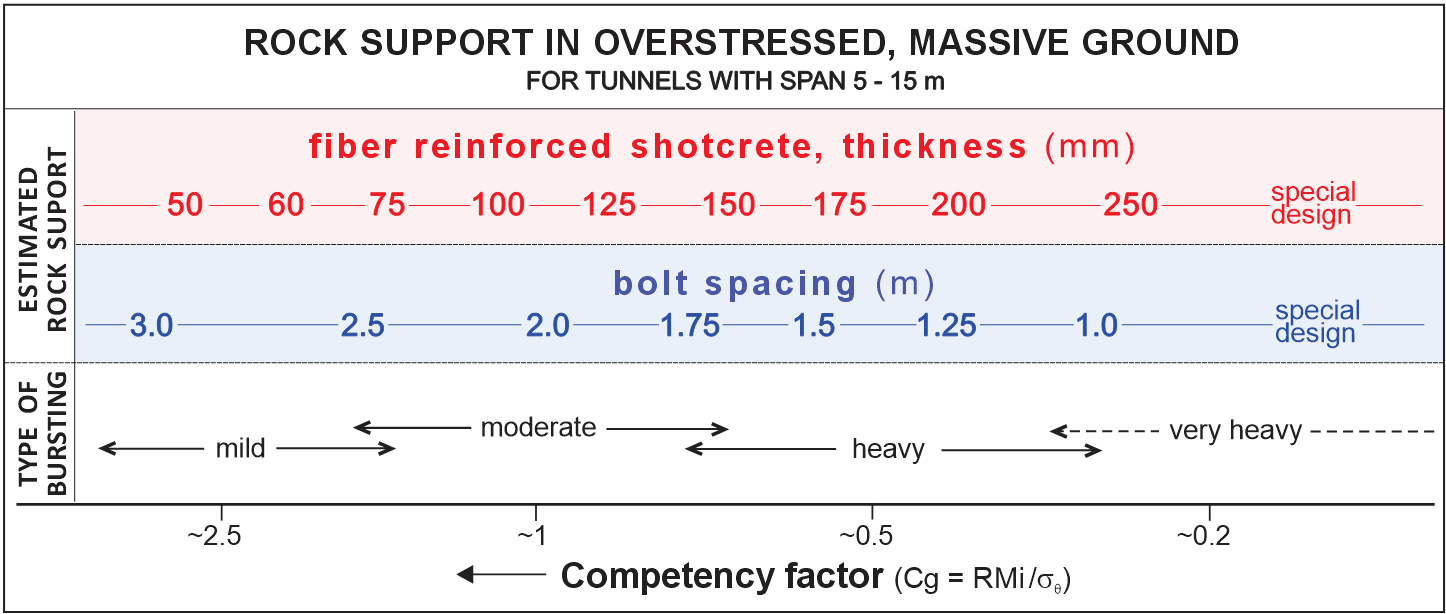 ROCK SUPPORT IN OVERSTRESSED, MASSIVE GROUND
FOR TUNNELS WITH SPAN 5 - 15 m
ESTIMATED
ROCK SUPORT
fiber reinforced shotcrete, thickness (mm)
50 60 75 100 125 150 175 200 250 special
design
bolt spacing (m)
3.0 2.5 2.0 1.75 1.5 1.25 1.0 special
design
TYPE OF
BURSTING
mild moderate heavy very heavy
~2.5 ~1 ~0.5 ~0.2
Competency factor (Cg = RMi/σθ)